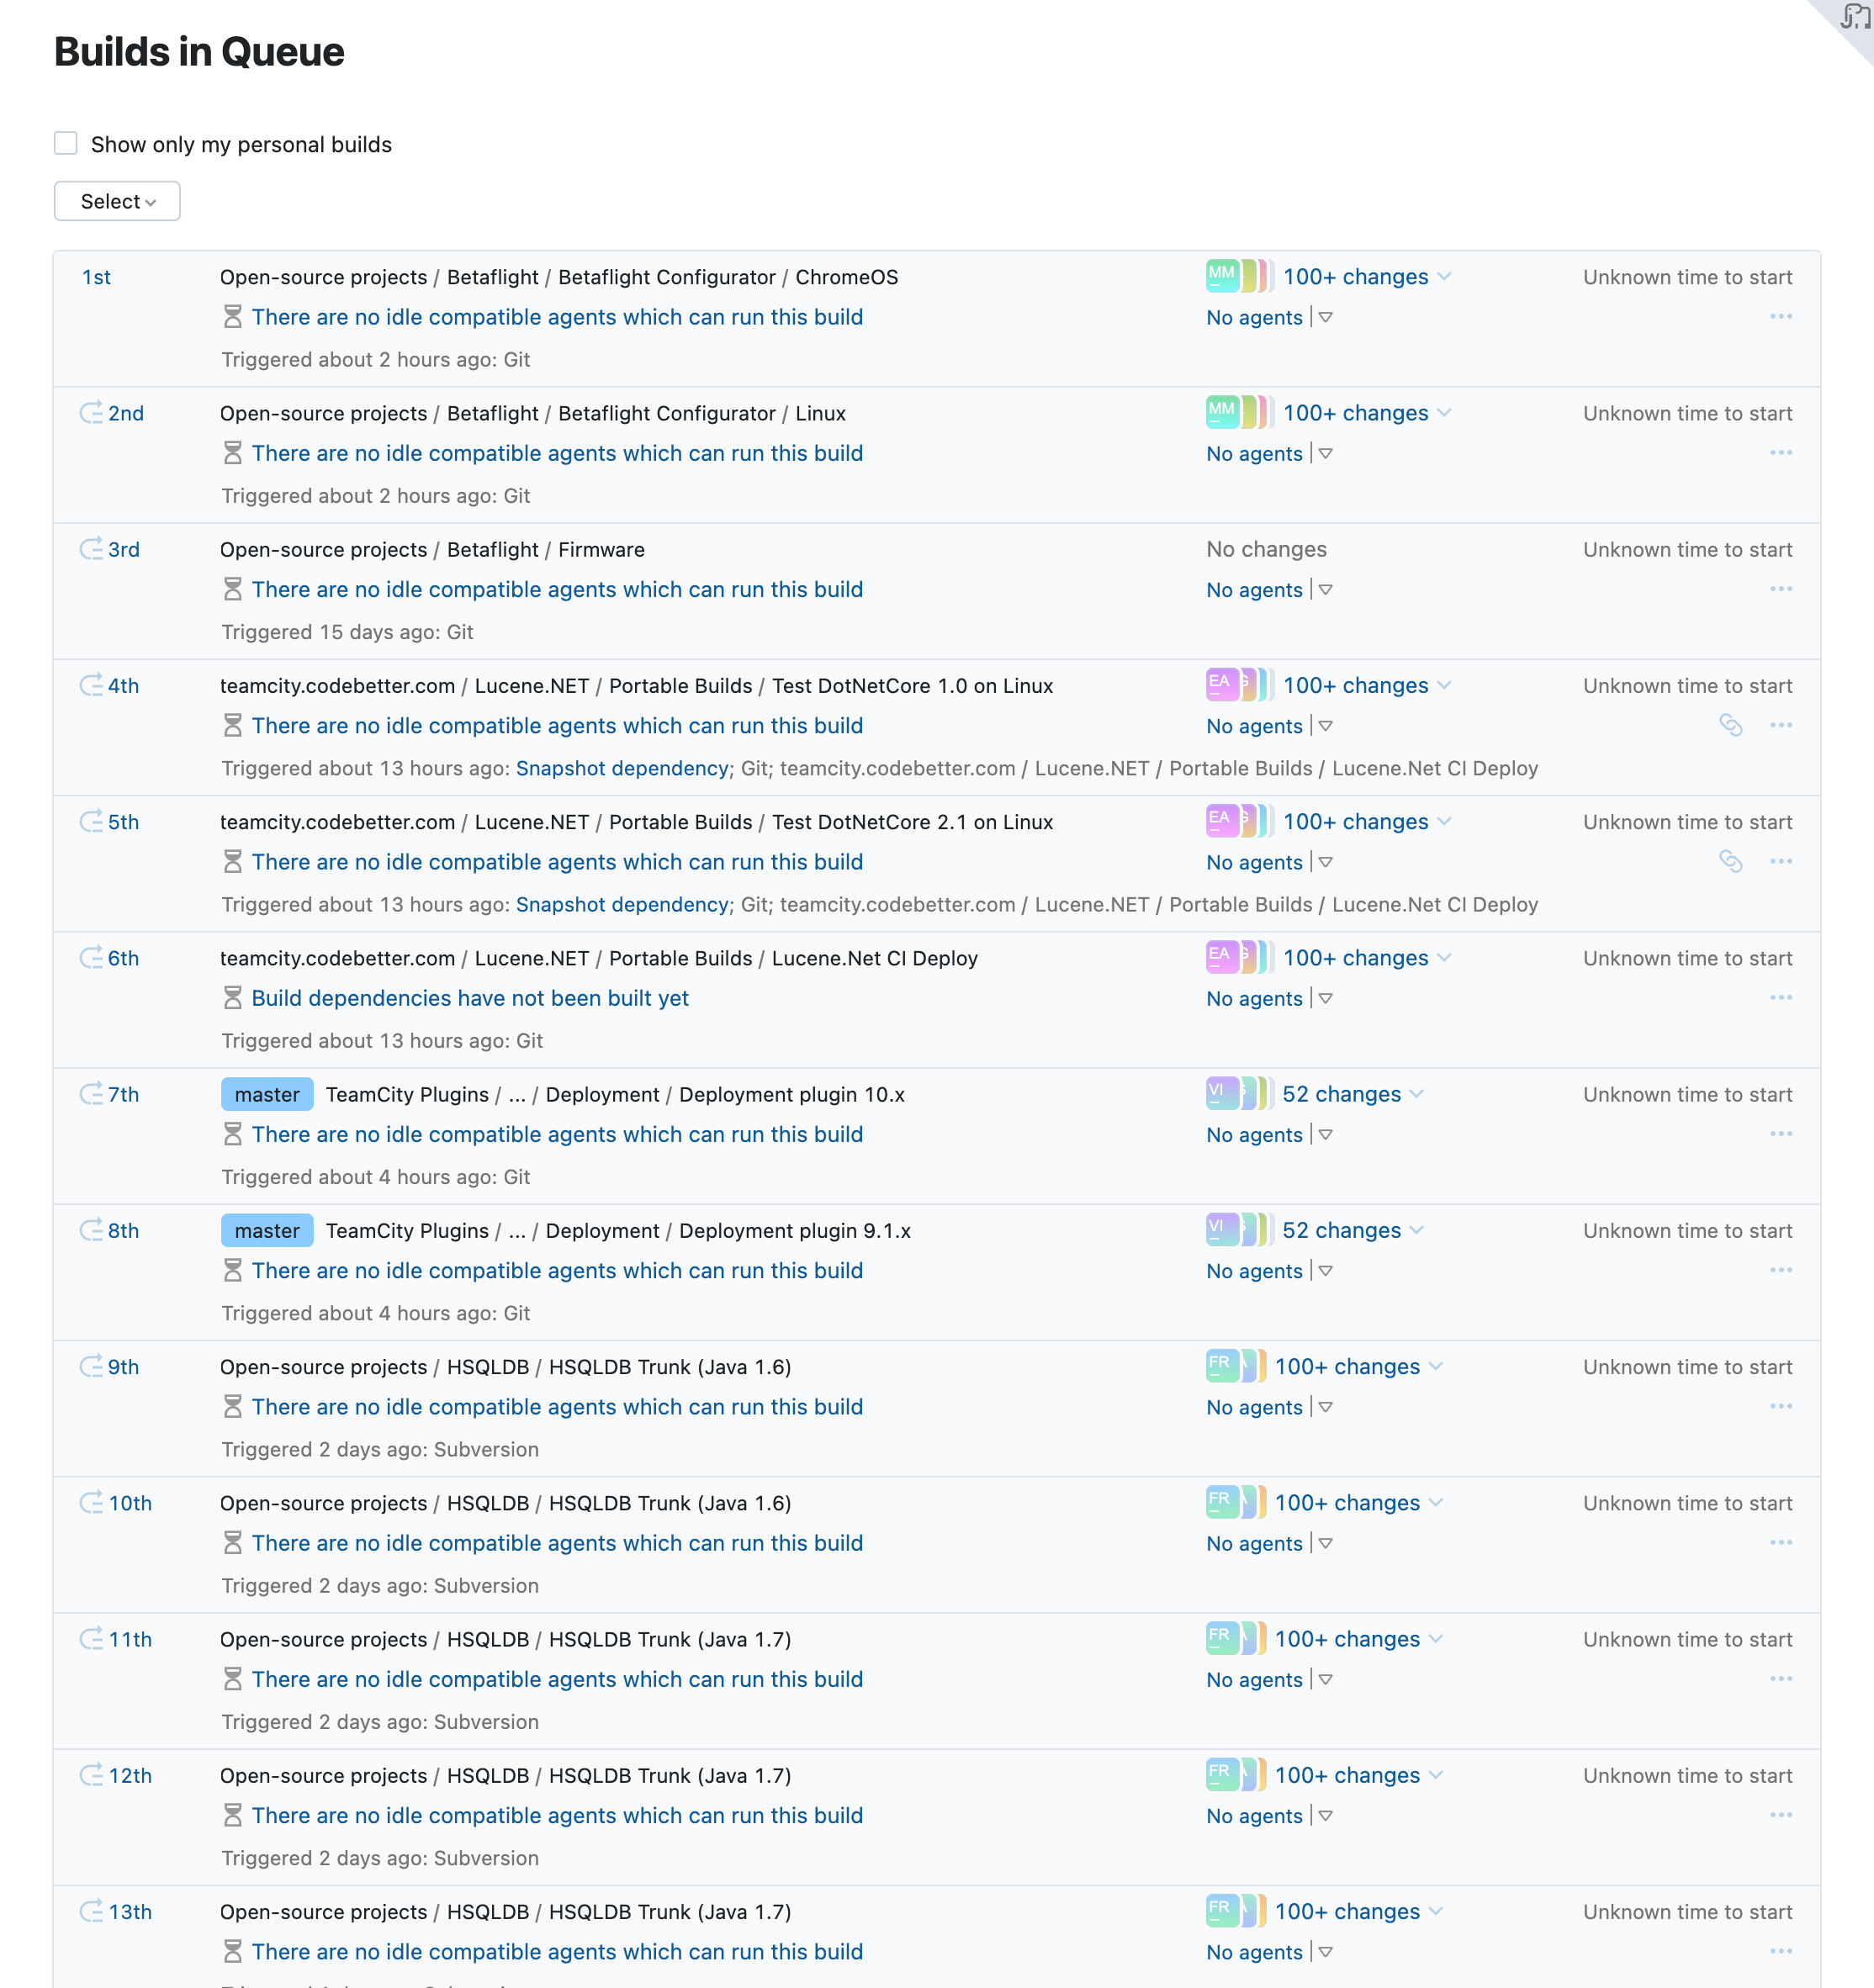 Builds in Queue
Show only my personal builds
Select
1st Open-source projects / Betaflight / Betaflight Configurator / ChromeOS MM 100+ changes Unknown time to start
There are no idle compatible agents which can run this build No agents
Triggered about 2 hours ago: Git
2nd Open-source projects / Betaflight / Betaflight Configurator / Linux MM 100+ changes Unknown time to start
There are no idle compatible agents which can run this build No agents
Triggered about 2 hours ago: Git
3rd Open-source projects / Betaflight / Firmware No changes Unknown time to start
There are no idle compatible agents which can run this build No agents
Triggered 15 days ago: Git
4th teamcity.codebetter.com / Lucene.NET / Portable Builds / Test DotNetCore 1.0 on Linux EA 100+ changes Unknown time to start
There are no idle compatible agents which can run this build No agents
Triggered about 13 hours ago: Snapshot dependency; Git; teamcity.codebetter.com / Lucene.NET / Portable Builds / Lucene.Net CI Deploy
5th teamcity.codebetter.com / Lucene.NET / Portable Builds / Test DotNetCore 2.1 on Linux EA 100+ changes Unknown time to start
There are no idle compatible agents which can run this build No agents
Triggered about 13 hours ago: Snapshot dependency; Git; teamcity.codebetter.com / Lucene.NET / Portable Builds / Lucene.Net CI Deploy
6th teamcity.codebetter.com / Lucene.NET / Portable Builds / Lucene.Net CI Deploy EA 100+ changes Unknown time to start
Build dependencies have not been built yet No agents
Triggered about 13 hours ago: Git
7th master TeamCity Plugins / ... / Deployment / Deployment plugin 10.x VI 52 changes Unknown time to start
There are no idle compatible agents which can run this build No agents
Triggered about 4 hours ago: Git
8th master TeamCity Plugins / ... / Deployment / Deployment plugin 9.1.x VI 52 changes Unknown time to start
There are no idle compatible agents which can run this build No agents
Triggered about 4 hours ago: Git
9th Open-source projects / HSQLDB / HSQLDB Trunk (Java 1.6) FR 100+ changes Unknown time to start
There are no idle compatible agents which can run this build No agents
Triggered 2 days ago: Subversion
10th Open-source projects / HSQLDB / HSQLDB Trunk (Java 1.6) FR 100+ changes Unknown time to start
There are no idle compatible agents which can run this build No agents
Triggered 2 days ago: Subversion
11th Open-source projects / HSQLDB / HSQLDB Trunk (Java 1.7) FR 100+ changes Unknown time to start
There are no idle compatible agents which can run this build No agents
Triggered 2 days ago: Subversion
12th Open-source projects / HSQLDB / HSQLDB Trunk (Java 1.7) FR 100+ changes Unknown time to start
There are no idle compatible agents which can run this build No agents
Triggered 2 days ago: Subversion
13th Open-source projects / HSQLDB / HSQLDB Trunk (Java 1.7) FR 100+ changes Unknown time to start
There are no idle compatible agents which can run this build No agents